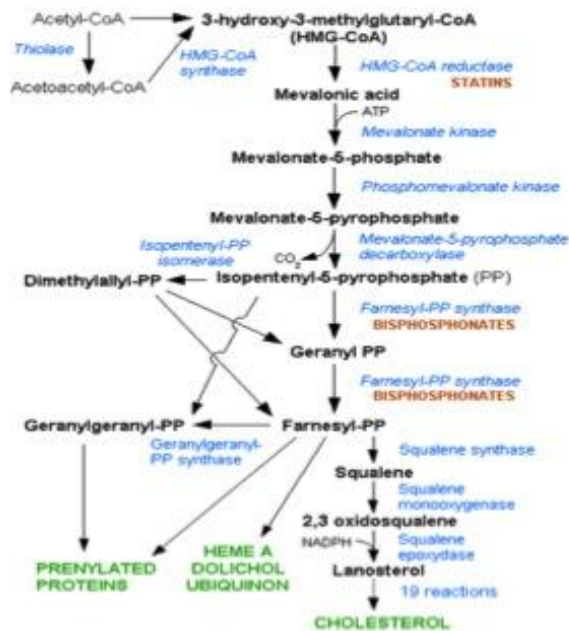 Acetyl-CoA
3-hydroxy-3-methylglutaryl-CoA
(HMG-CoA)
Thiolase
HMG-CoA
synthase
Acetoacetyl-CoA
HMG-CoA reductase
STATINS
Mevalonic acid
ATP
Mevalonate kinase
Mevalonate-5-phosphate
Phosphomevalonate kinase
Mevalonate-5-pyrophosphate
Isopentenyl-PP
isomerase
CO2
Mevalonate-5-pyrophosphate
decarboxylase
Dimethylallyl-PP
Isopentenyl-5-pyrophosphate (PP)
Farnesyl-PP synthase
BISPHOSPHONATES
Geranyl PP
Farnesyl-PP synthase
BISPHOSPHONATES
Geranylgeranyl-PP
Farnesyl-PP
Geranylgeranyl-
PP synthase
Squalene synthase
Squalene
Squalene
monooxygenase
2,3 oxidosqualene
NADPH
Squalene
epoxydase
Lanosterol
19 reactions
PRENYLATED
PROTEINS
HEME A
DOLICHOL
UBIQUINON
CHOLESTEROL